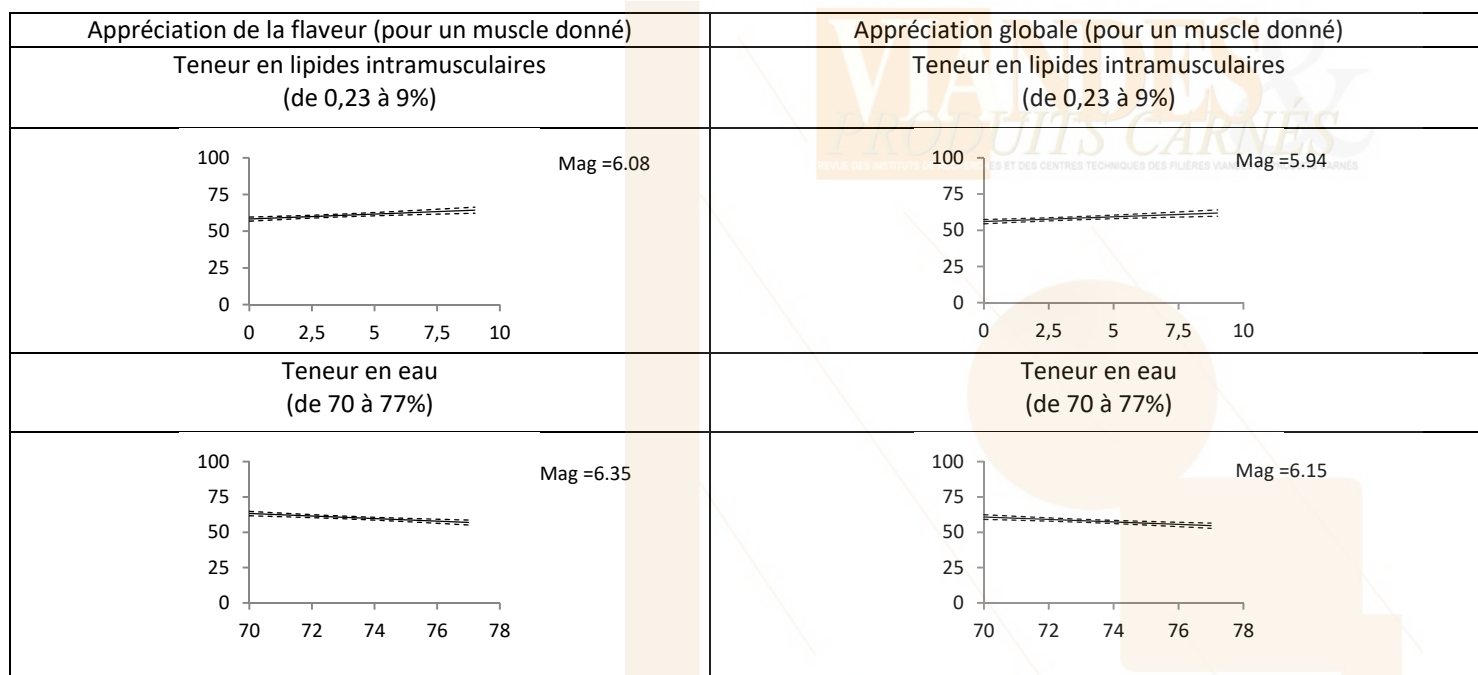 Appréciation de la flaveur (pour un muscle donné)
Appréciation globale (pour un muscle donné)
Teneur en lipides intramusculaires
(de 0,23 à 9%)
Teneur en lipides intramusculaires
(de 0,23 à 9%)
VIANDES &
PRODUITS CARNÉS
Mag =6.08
100
75
50
25
0
0 2,5 5 7,5 10
Mag =5.94
100
75
50
25
0
0 2,5 5 7,5 10
Teneur en eau
(de 70 à 77%)
Teneur en eau
(de 70 à 77%)
Mag =6.35
100
75
50
25
0
70 72 74 76 78
Mag =6.15
100
75
50
25
0
70 72 74 76 78